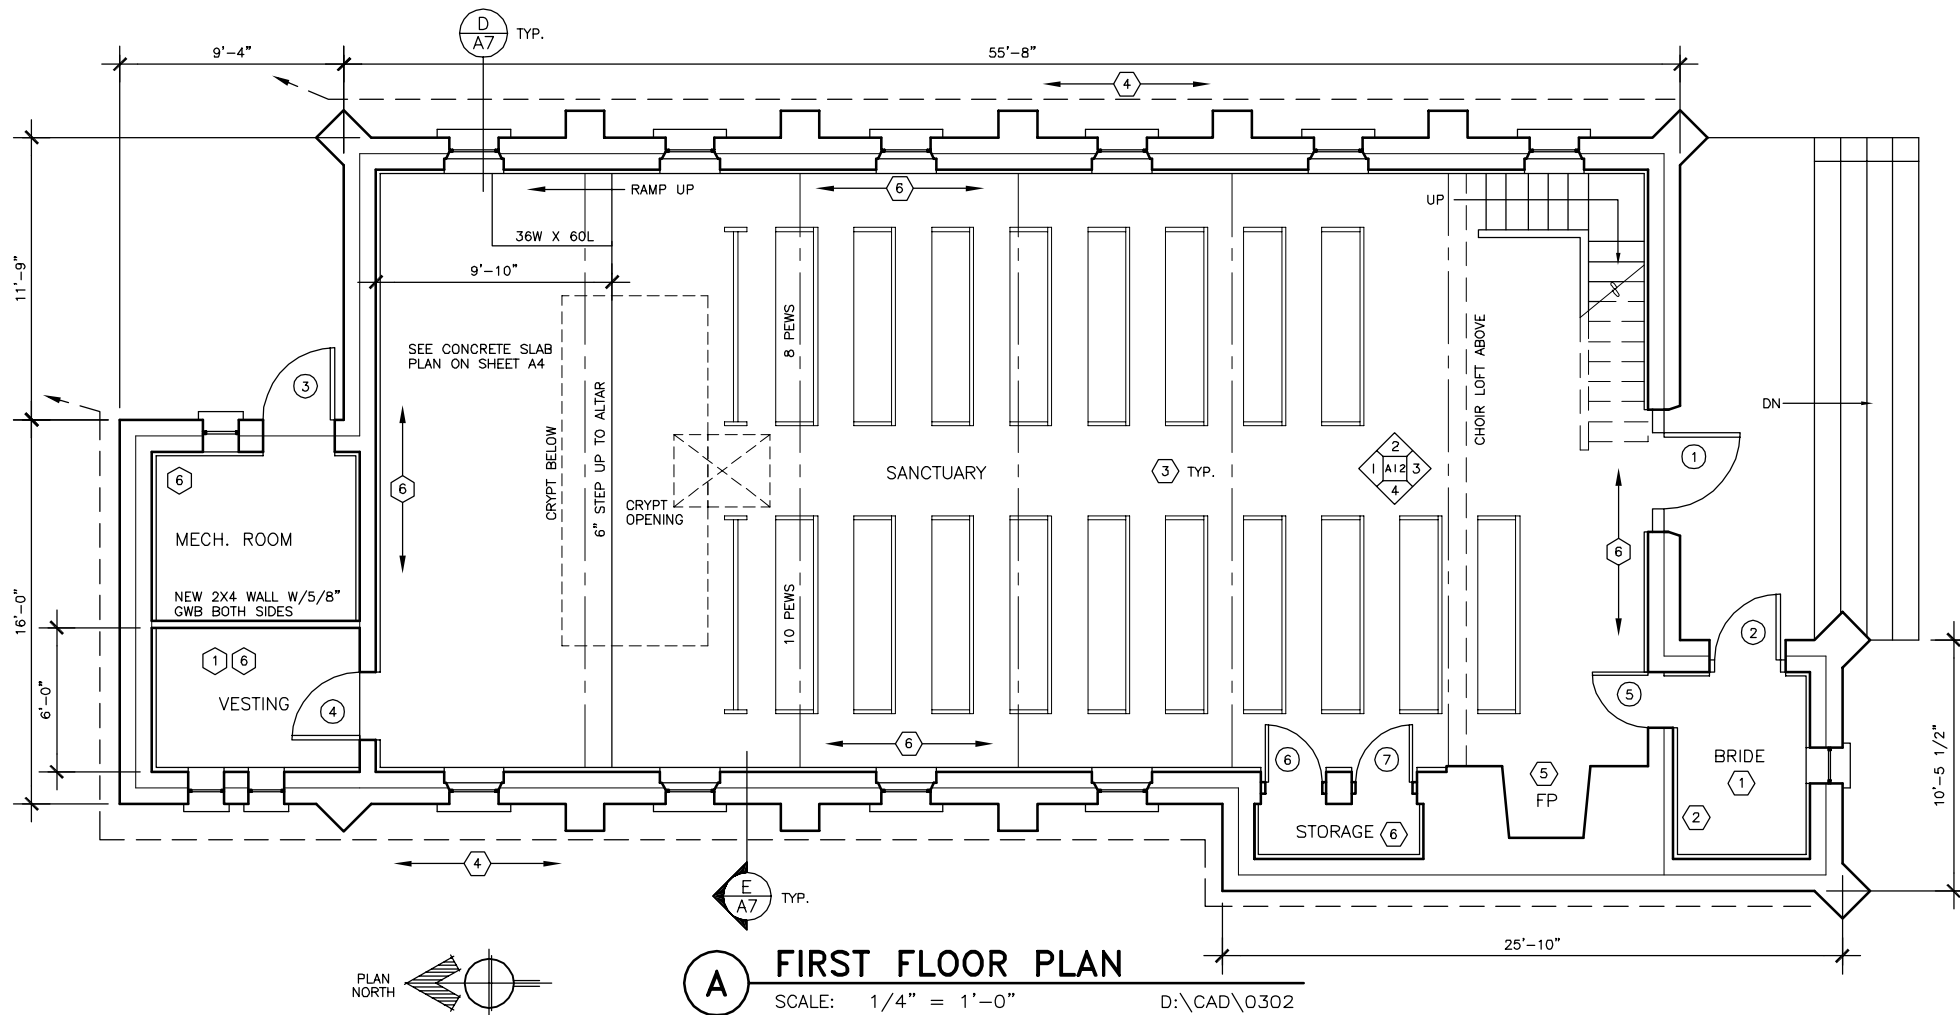 D
A7
TYP.
9'-4"
55'-8"
4
RAMP UP
6
UP
36W X 60L
9'-10"
11'-9"
SEE CONCRETE SLAB
PLAN ON SHEET A4
8 PEWS
CHOIR LOFT ABOVE
3
DN
6
6
CRYPT BELOW
6" STEP UP TO ALTAR
CRYPT
OPENING
SANCTUARY
3 TYP.
2
1 A12 3
4
1
MECH. ROOM
6
NEW 2X4 WALL W/5/8"
GWB BOTH SIDES
16'-0"
10 PEWS
2
1 6
VESTING
6'-0"
4
5
6
6
7
5
FP
BRIDE
1
2
10'-5 1/2"
STORAGE 6
4
E
A7
TYP.
25'-10"
PLAN
NORTH
A
FIRST FLOOR PLAN
SCALE: 1/4" = 1'-0"
D:\CAD\0302